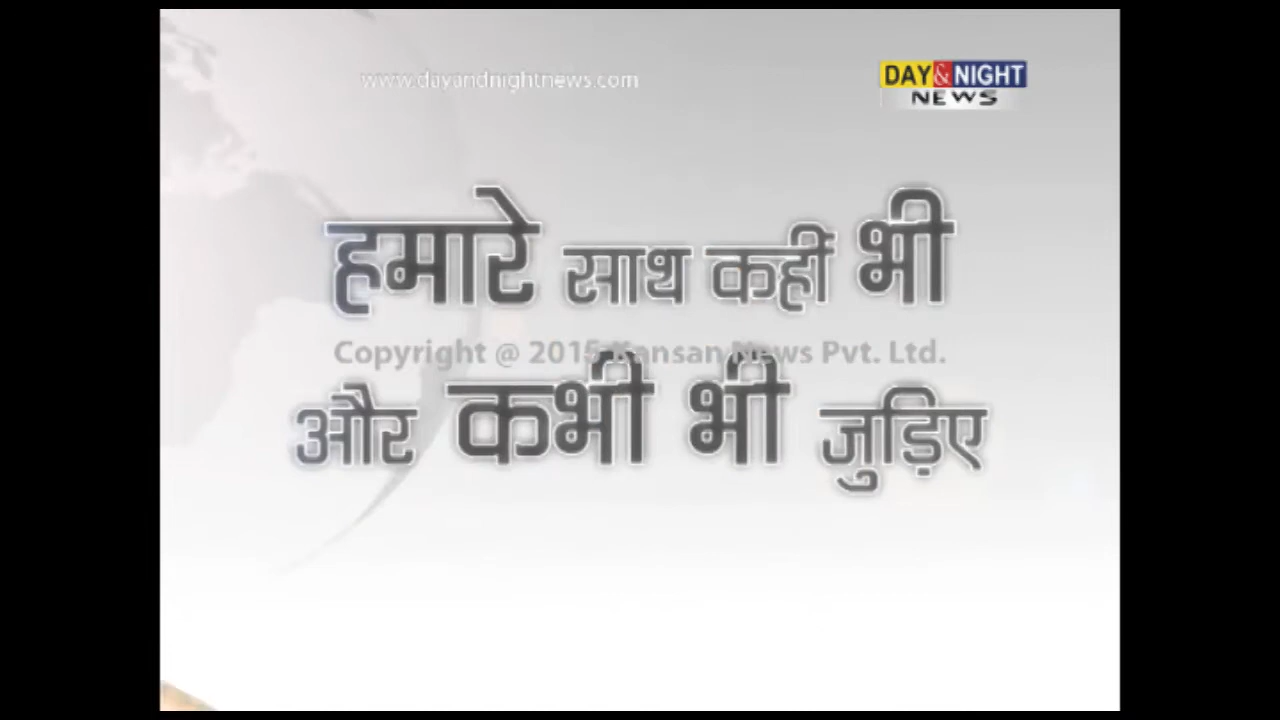 www.dayandnightnews.com
DAY & NIGHT
NEWS
हमारे साथ कहीं भी
Copyright @ 2015 Kansan News Pvt. Ltd.
और कभी भी जुड़िए